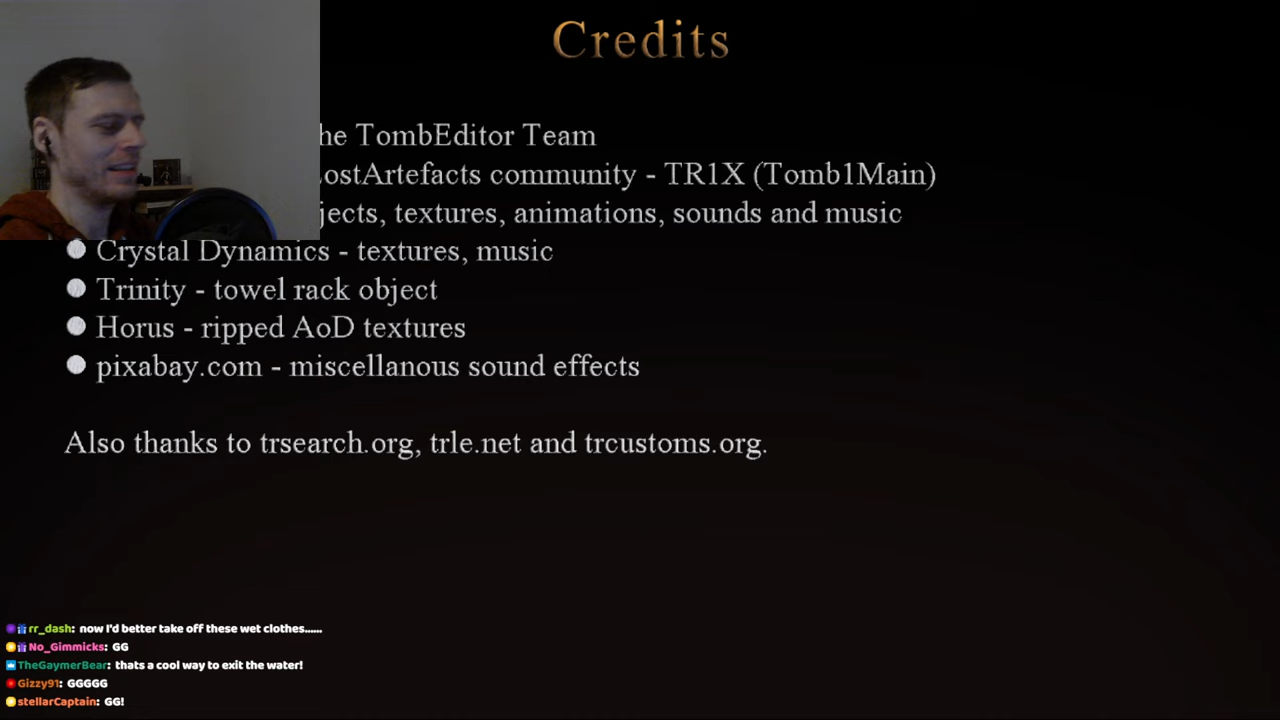 Credits
he TombEditor Team
ostArtefacts community - TR1X (Tomb1Main)
jects, textures, animations, sounds and music
Crystal Dynamics - textures, music
Trinity - towel rack object
Horus - ripped AoD textures
pixabay.com - miscellanous sound effects
Also thanks to trsearch.org, trle.net and trcustoms.org.
rr_dash: now I'd better take off these wet clothes......
No_Gimmicks: GG
TheGaymerBear: thats a cool way to exit the water!
Gizzy91: GGGGG
stellarCaptain: GG!